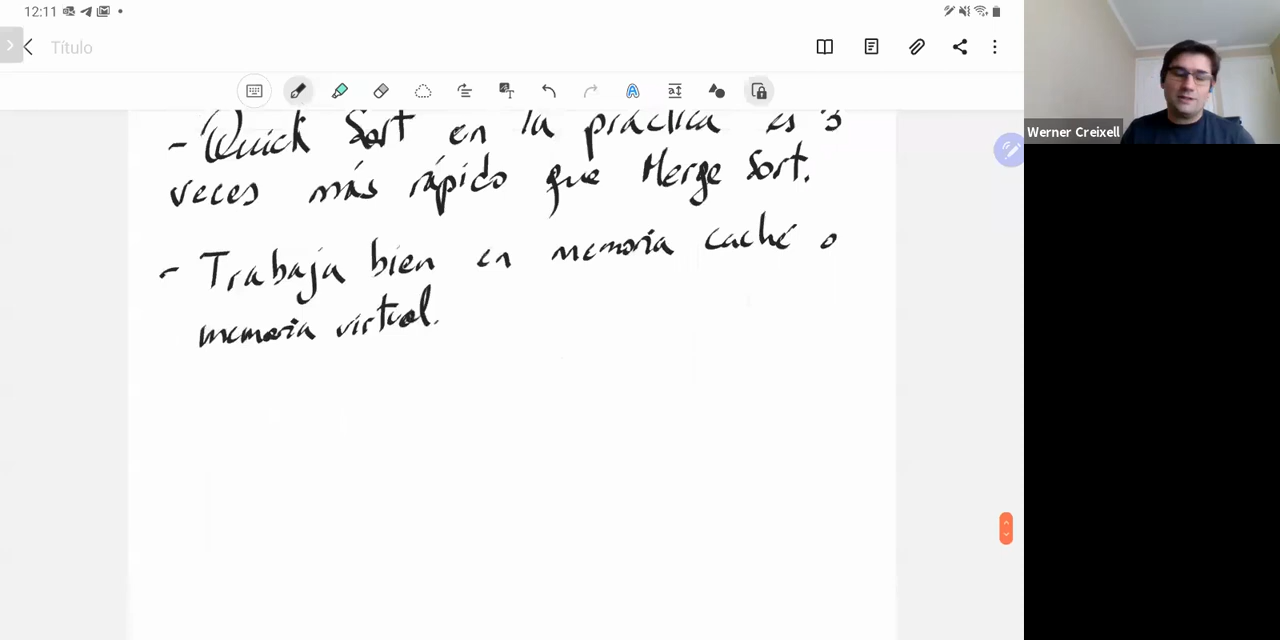 12:11
Título
- Quick Sort en la práctica es 3
veces más rápido que Merge Sort.
- Trabaja bien en memoria caché o
memoria virtual.
Werner Creixell